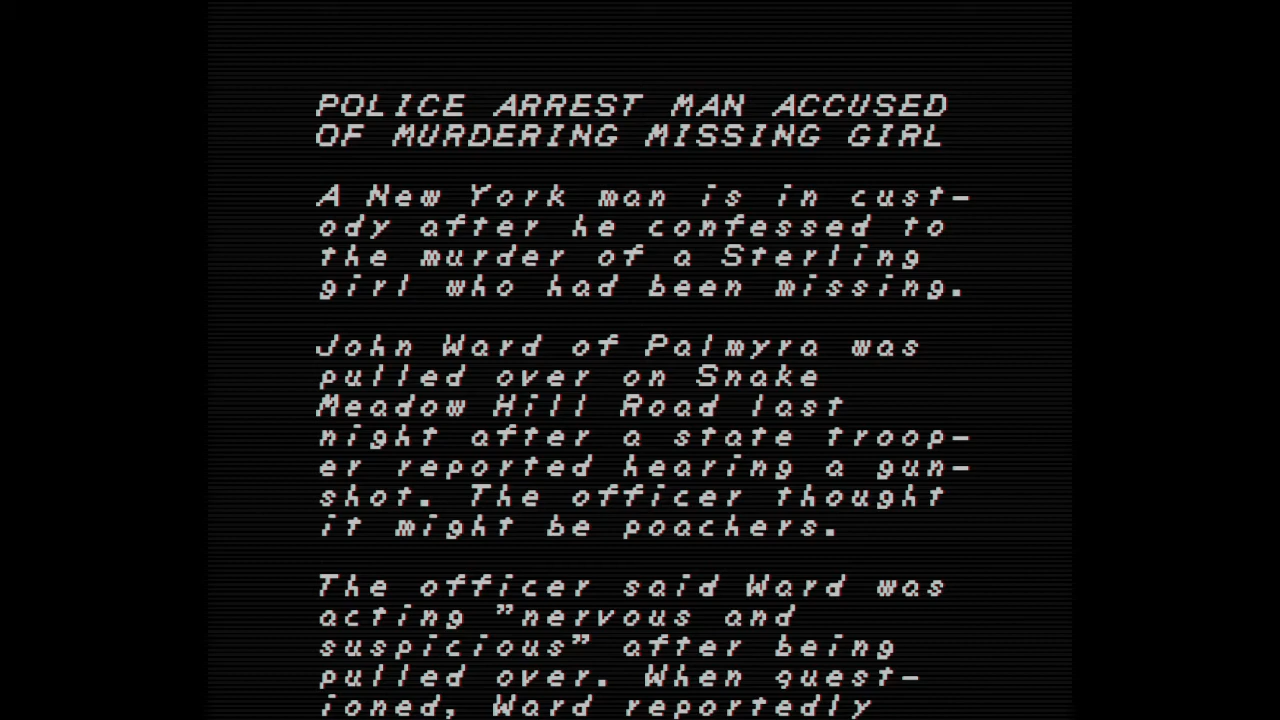 POLICE ARREST MAN ACCUSED
OF MURDERING MISSING GIRL
A New York man is in cust-
ody after he confessed to
the murder of a Sterling
girl who had been missing.
John Ward of Palmyra was
pulled over on Snake
Meadow Hill Road last
night after a state troop-
er reported hearing a gun-
shot. The officer thought
it might be poachers.
The officer said Ward was
acting "nervous and
suspicious" after being
pulled over. When quest-
ioned, Ward reportedly